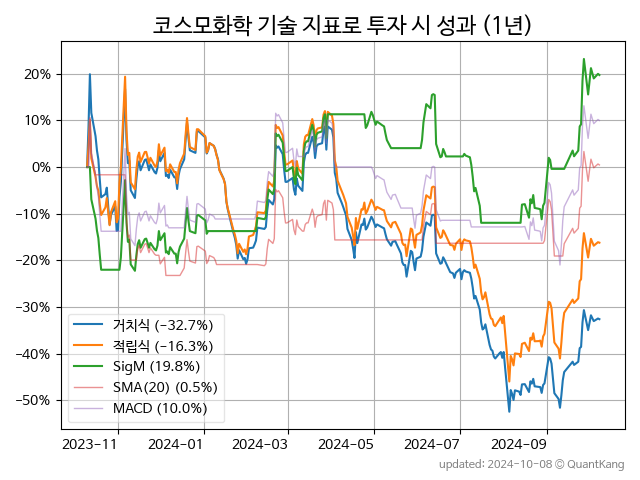 코스모화학 기술 지표로 투자 시 성과 (1년)
20%
10%
0%
−10%
−20%
−30%
−40%
−50%
거치식 (−32.7%)
적립식 (−16.3%)
SigM (19.8%)
SMA(20) (0.5%)
MACD (10.0%)
2023-11 2024-01 2024-03 2024-05 2024-07 2024-09
updated: 2024-10-08 © QuantKang